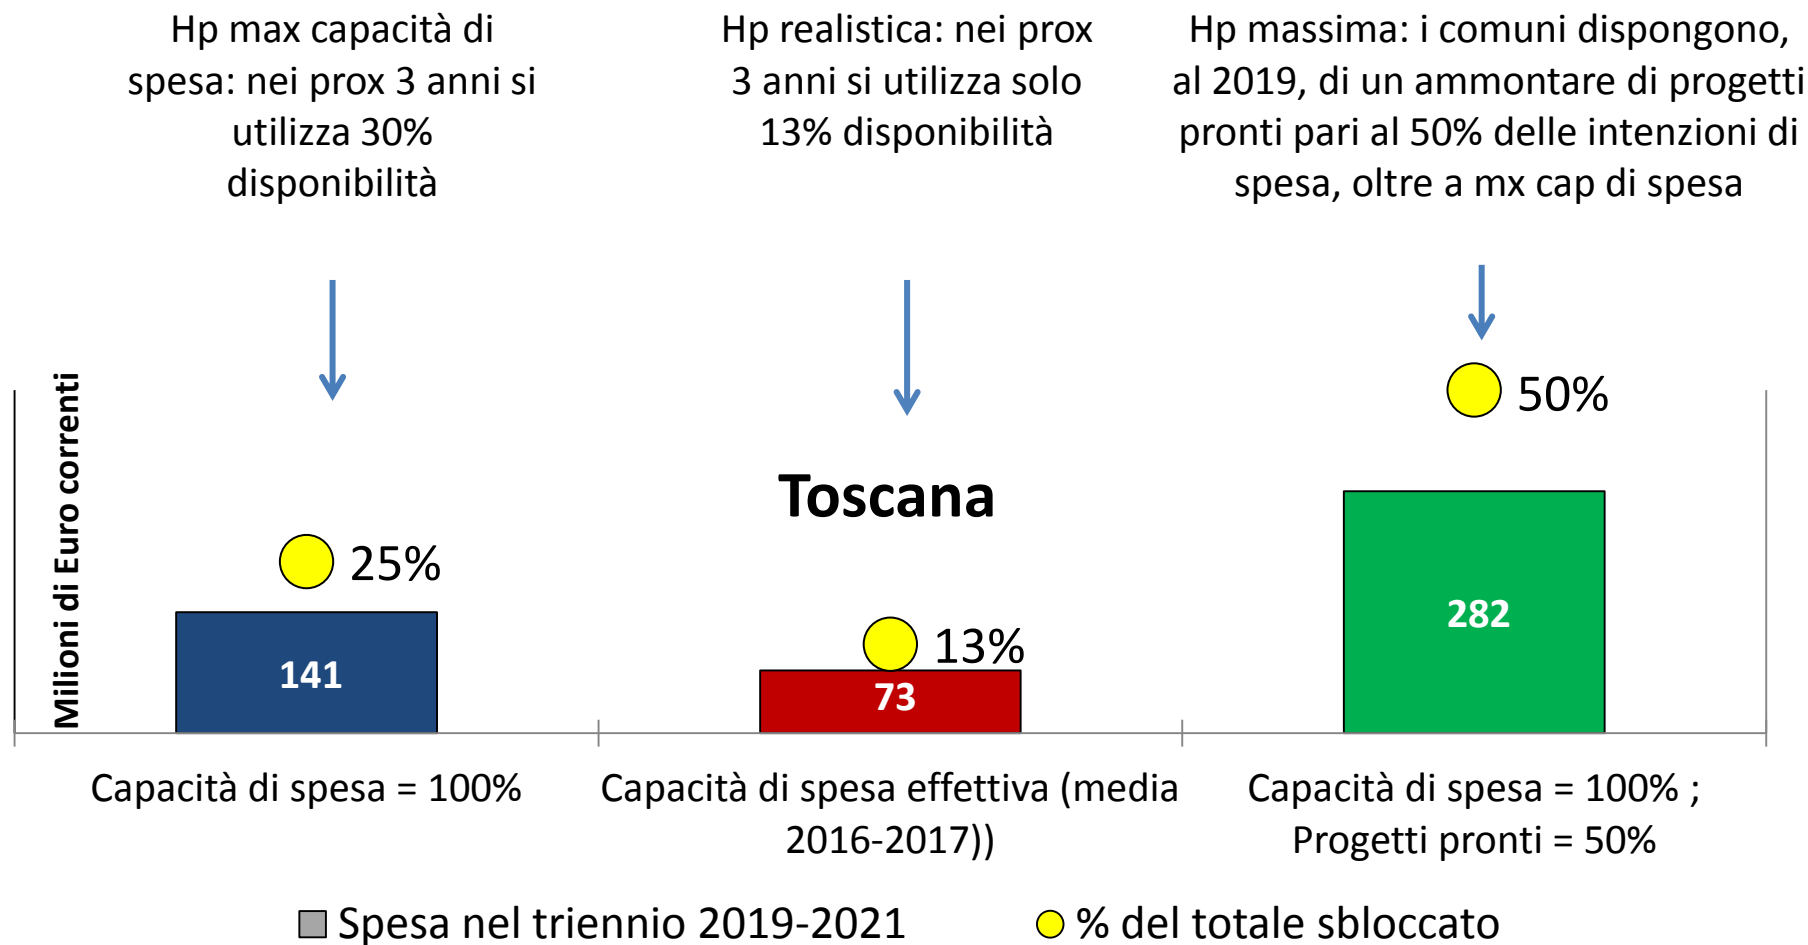 Hp max capacità di
spesa: nei prox 3 anni si
utilizza 30%
disponibilità
Hp realistica: nei prox
3 anni si utilizza solo
13% disponibilità
Hp massima: i comuni dispongono,
al 2019, di un ammontare di progetti
pronti pari al 50% delle intenzioni di
spesa, oltre a mx cap di spesa
Milioni di Euro correnti
Toscana
25%
13%
50%
141
73
282
Capacità di spesa = 100%
Capacità di spesa effettiva (media
2016-2017))
Capacità di spesa = 100% ;
Progetti pronti = 50%
Spesa nel triennio 2019-2021
% del totale sbloccato